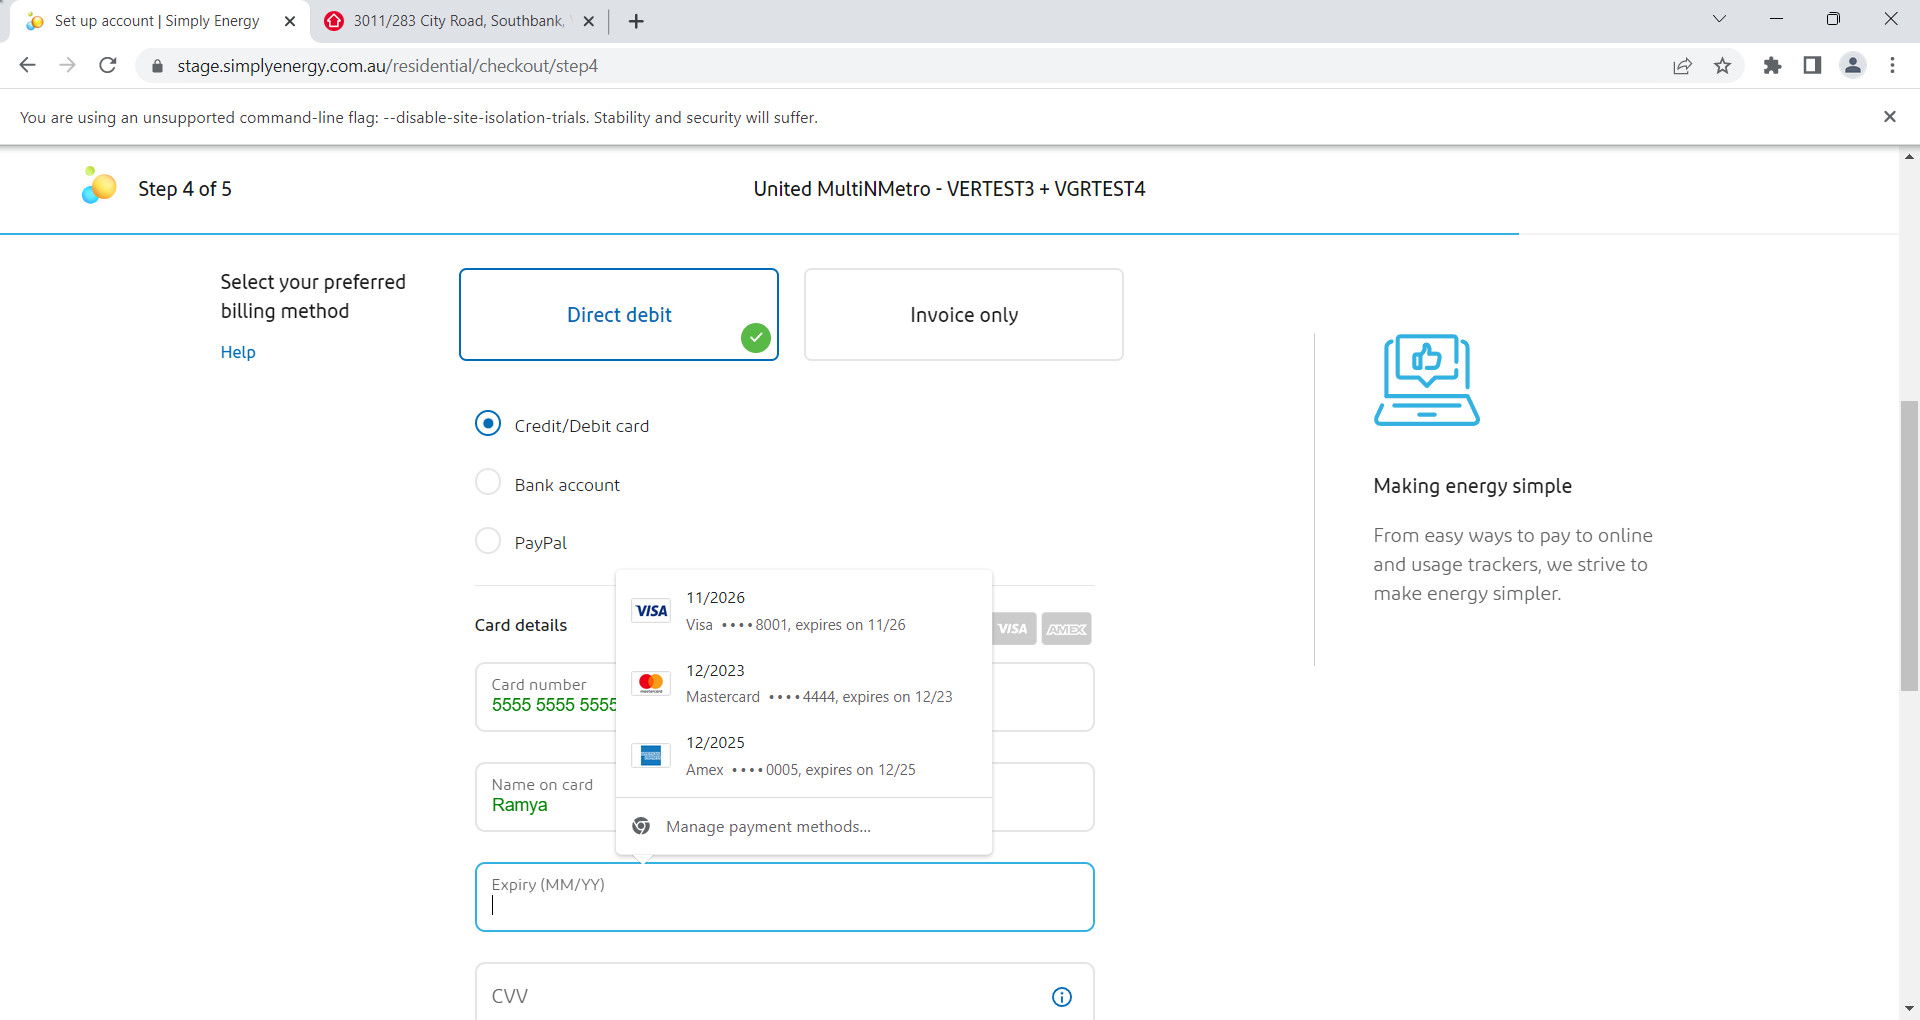 Set up account | Simply Energy
3011/283 City Road, Southbank,
stage.simplyenergy.com.au/residential/checkout/step4
You are using an unsupported command-line flag: --disable-site-isolation-trials. Stability and security will suffer.
Step 4 of 5
United MultiNMetro - VERTEST3 + VGRTEST4
Select your preferred
billing method
Help
Direct debit
Invoice only
Credit/Debit card
Bank account
PayPal
Making energy simple
From easy ways to pay to online
and usage trackers, we strive to
make energy simpler.
Card details
VISA
AMEX
VISA
11/2026
Visa ••••8001, expires on 11/26
mastercard
12/2023
Mastercard ••••4444, expires on 12/23
12/2025
Amex ••••0005, expires on 12/25
Manage payment methods...
Card number
5555 5555 5555
Name on card
Ramya
Expiry (MM/YY)
CVV